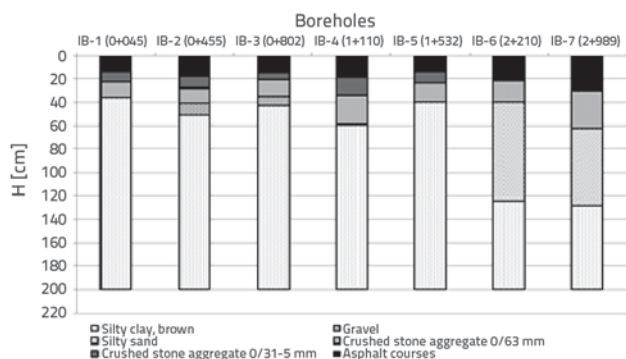 Boreholes
IB-1 (0+045) IB-2 (0+455) IB-3 (0+802) IB-4 (1+110) IB-5 (1+532) IB-6 (2+210) IB-7 (2+989)
0
20
40
60
80
100
120
140
160
180
200
220
H [cm]
Silty clay, brown Gravel
Silty sand Crushed stone aggregate 0/63 mm
Crushed stone aggregate 0/31-5 mm Asphalt courses